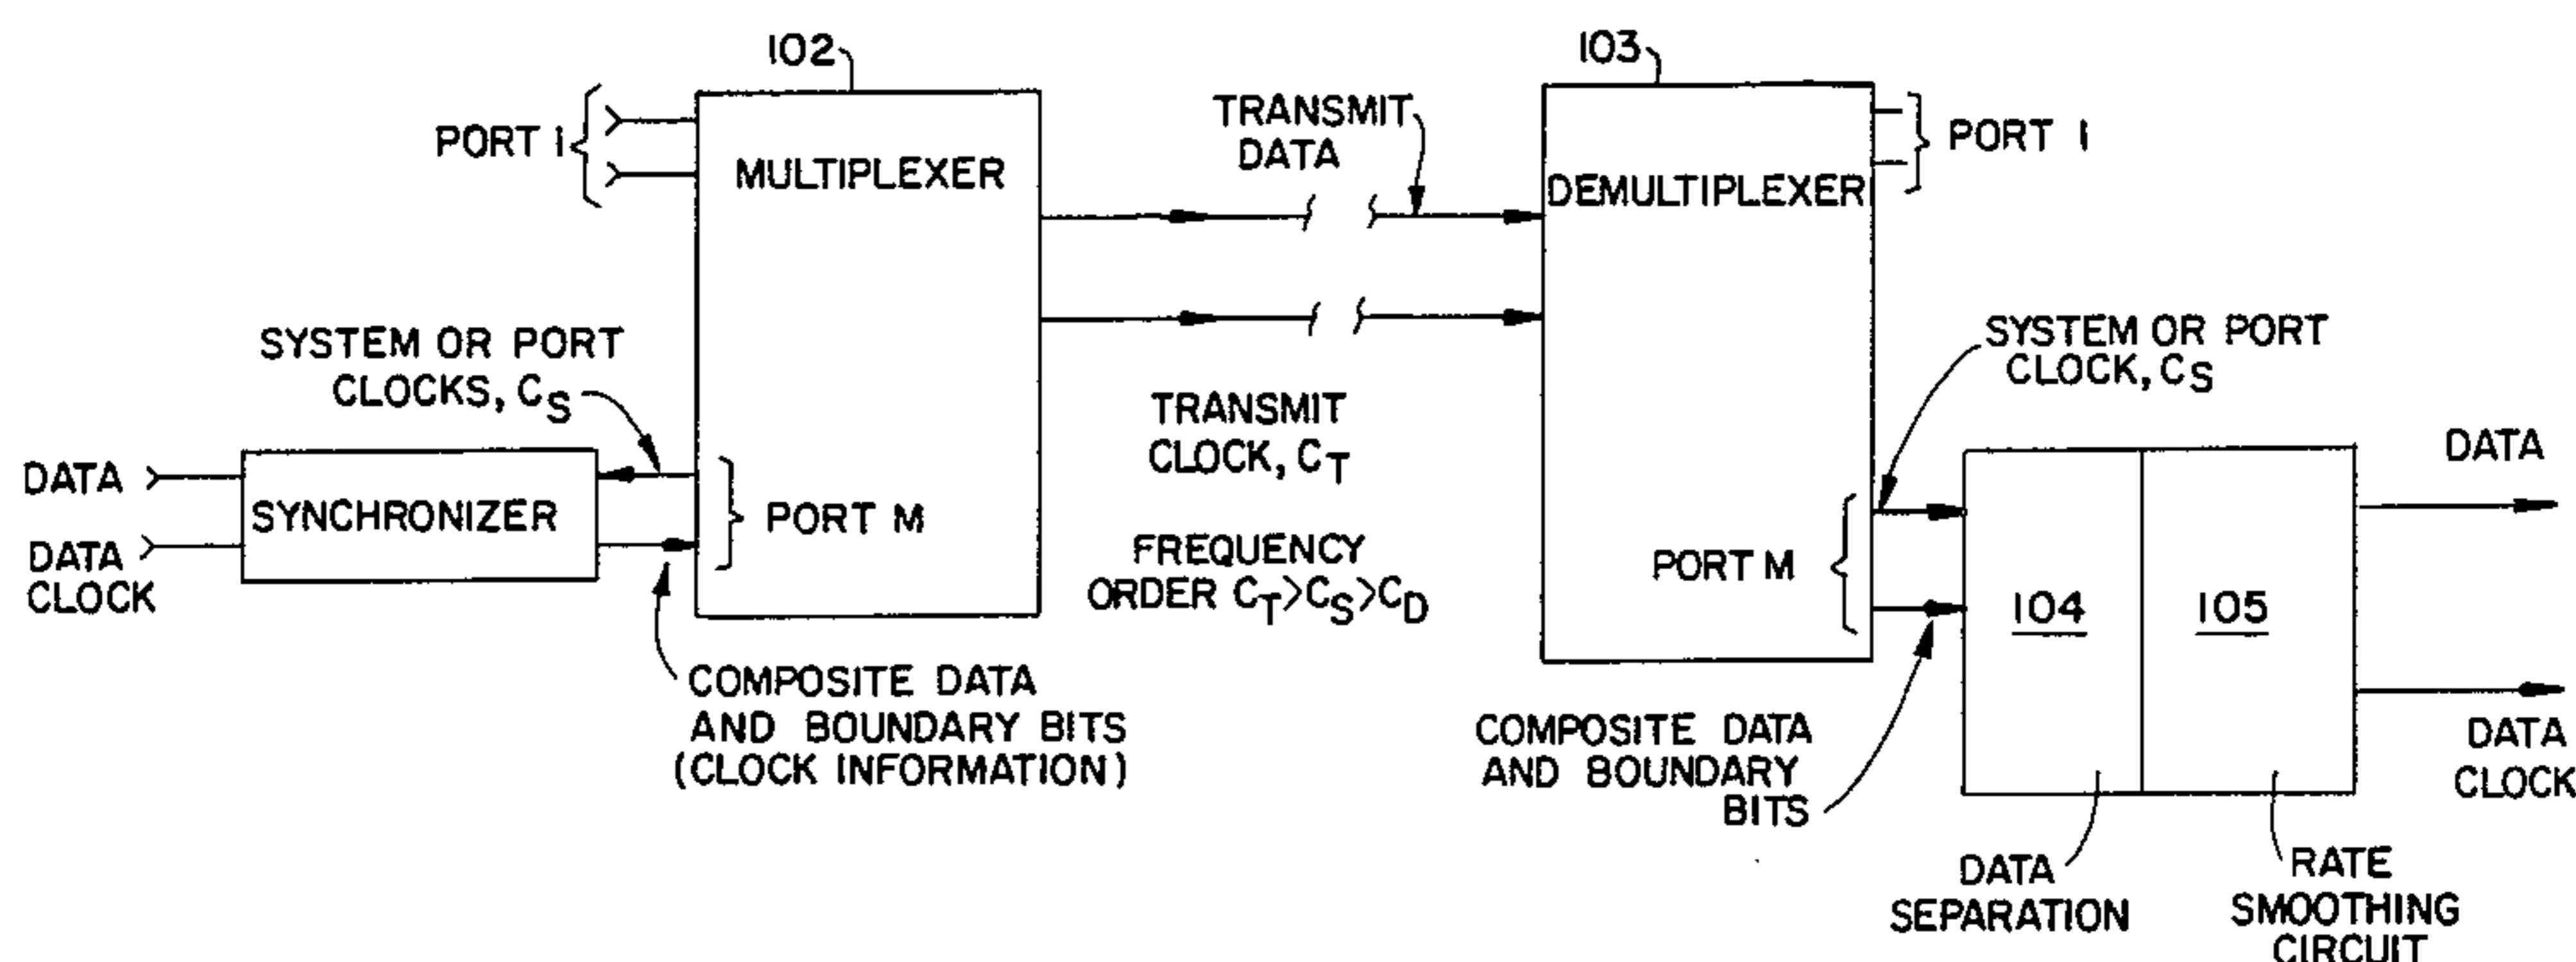 102
PORT 1
MULTIPLEXER
SYSTEM OR PORT
CLOCKS, CS
DATA
DATA
CLOCK
SYNCHRONIZER
PORT M
COMPOSITE DATA
AND BOUNDARY BITS
(CLOCK INFORMATION)
TRANSMIT
DATA
TRANSMIT
CLOCK, CT
FREQUENCY
ORDER CT>CS>CD
103
DEMULTIPLEXER
PORT 1
PORT M
SYSTEM OR PORT
CLOCK, CS
COMPOSITE DATA
AND BOUNDARY
BITS
104
105
DATA
DATA
CLOCK
DATA
SEPARATION
RATE
SMOOTHING
CIRCUIT